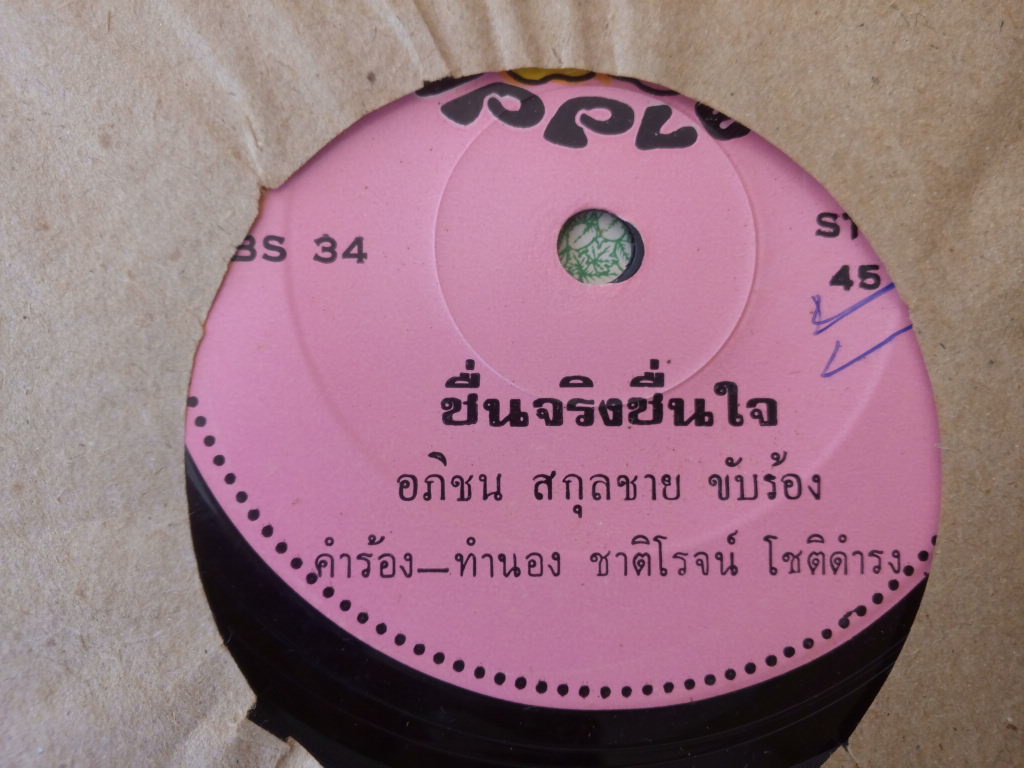 APPLE
BS 34
ST
45
ชื่นจริงชื่นใจ
อภิชน สกุลชาย ขับร้อง
คำร้อง—ทำนอง ชาติโรจน์ โชติดำรง